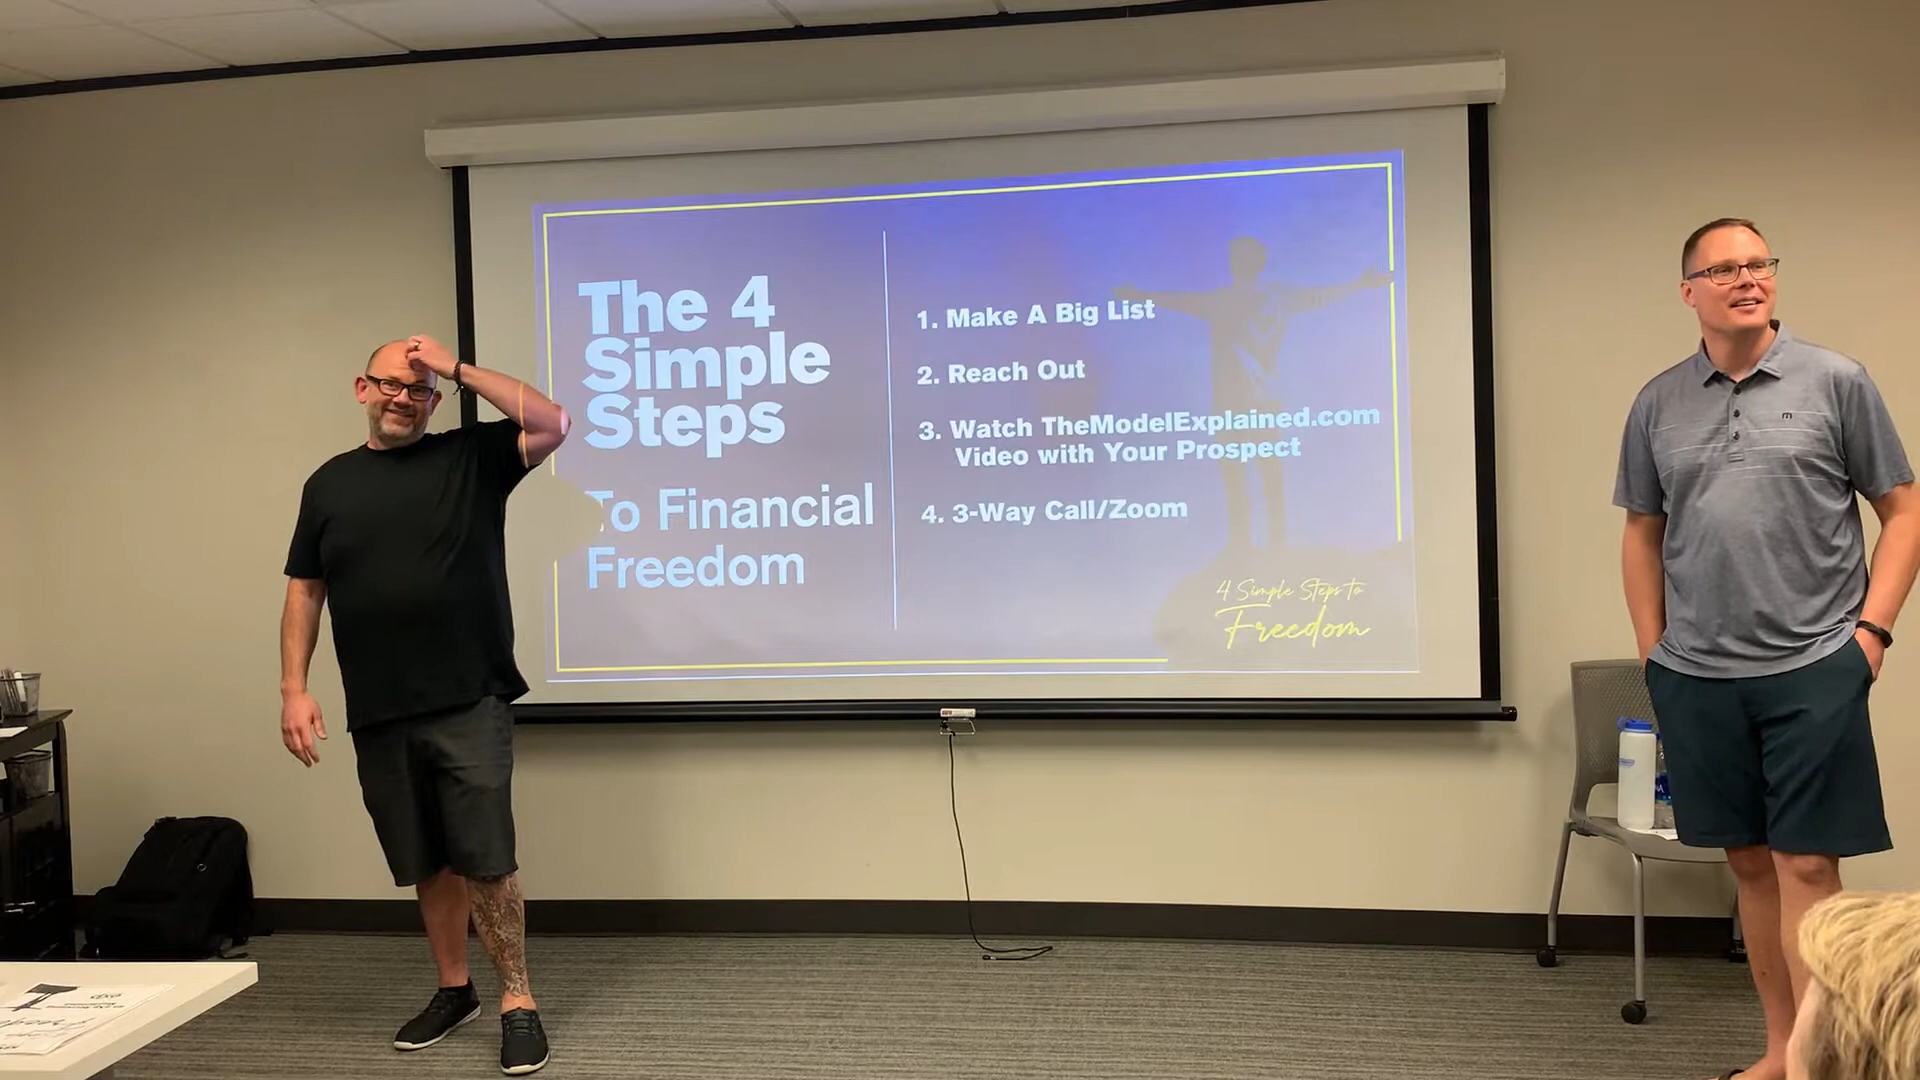 The 4
Simple
Steps
To Financial
Freedom
1. Make A Big List
2. Reach Out
3. Watch TheModelExplained.com
Video with Your Prospect
4. 3-Way Call/Zoom
4 Simple Steps to
Freedom
exp